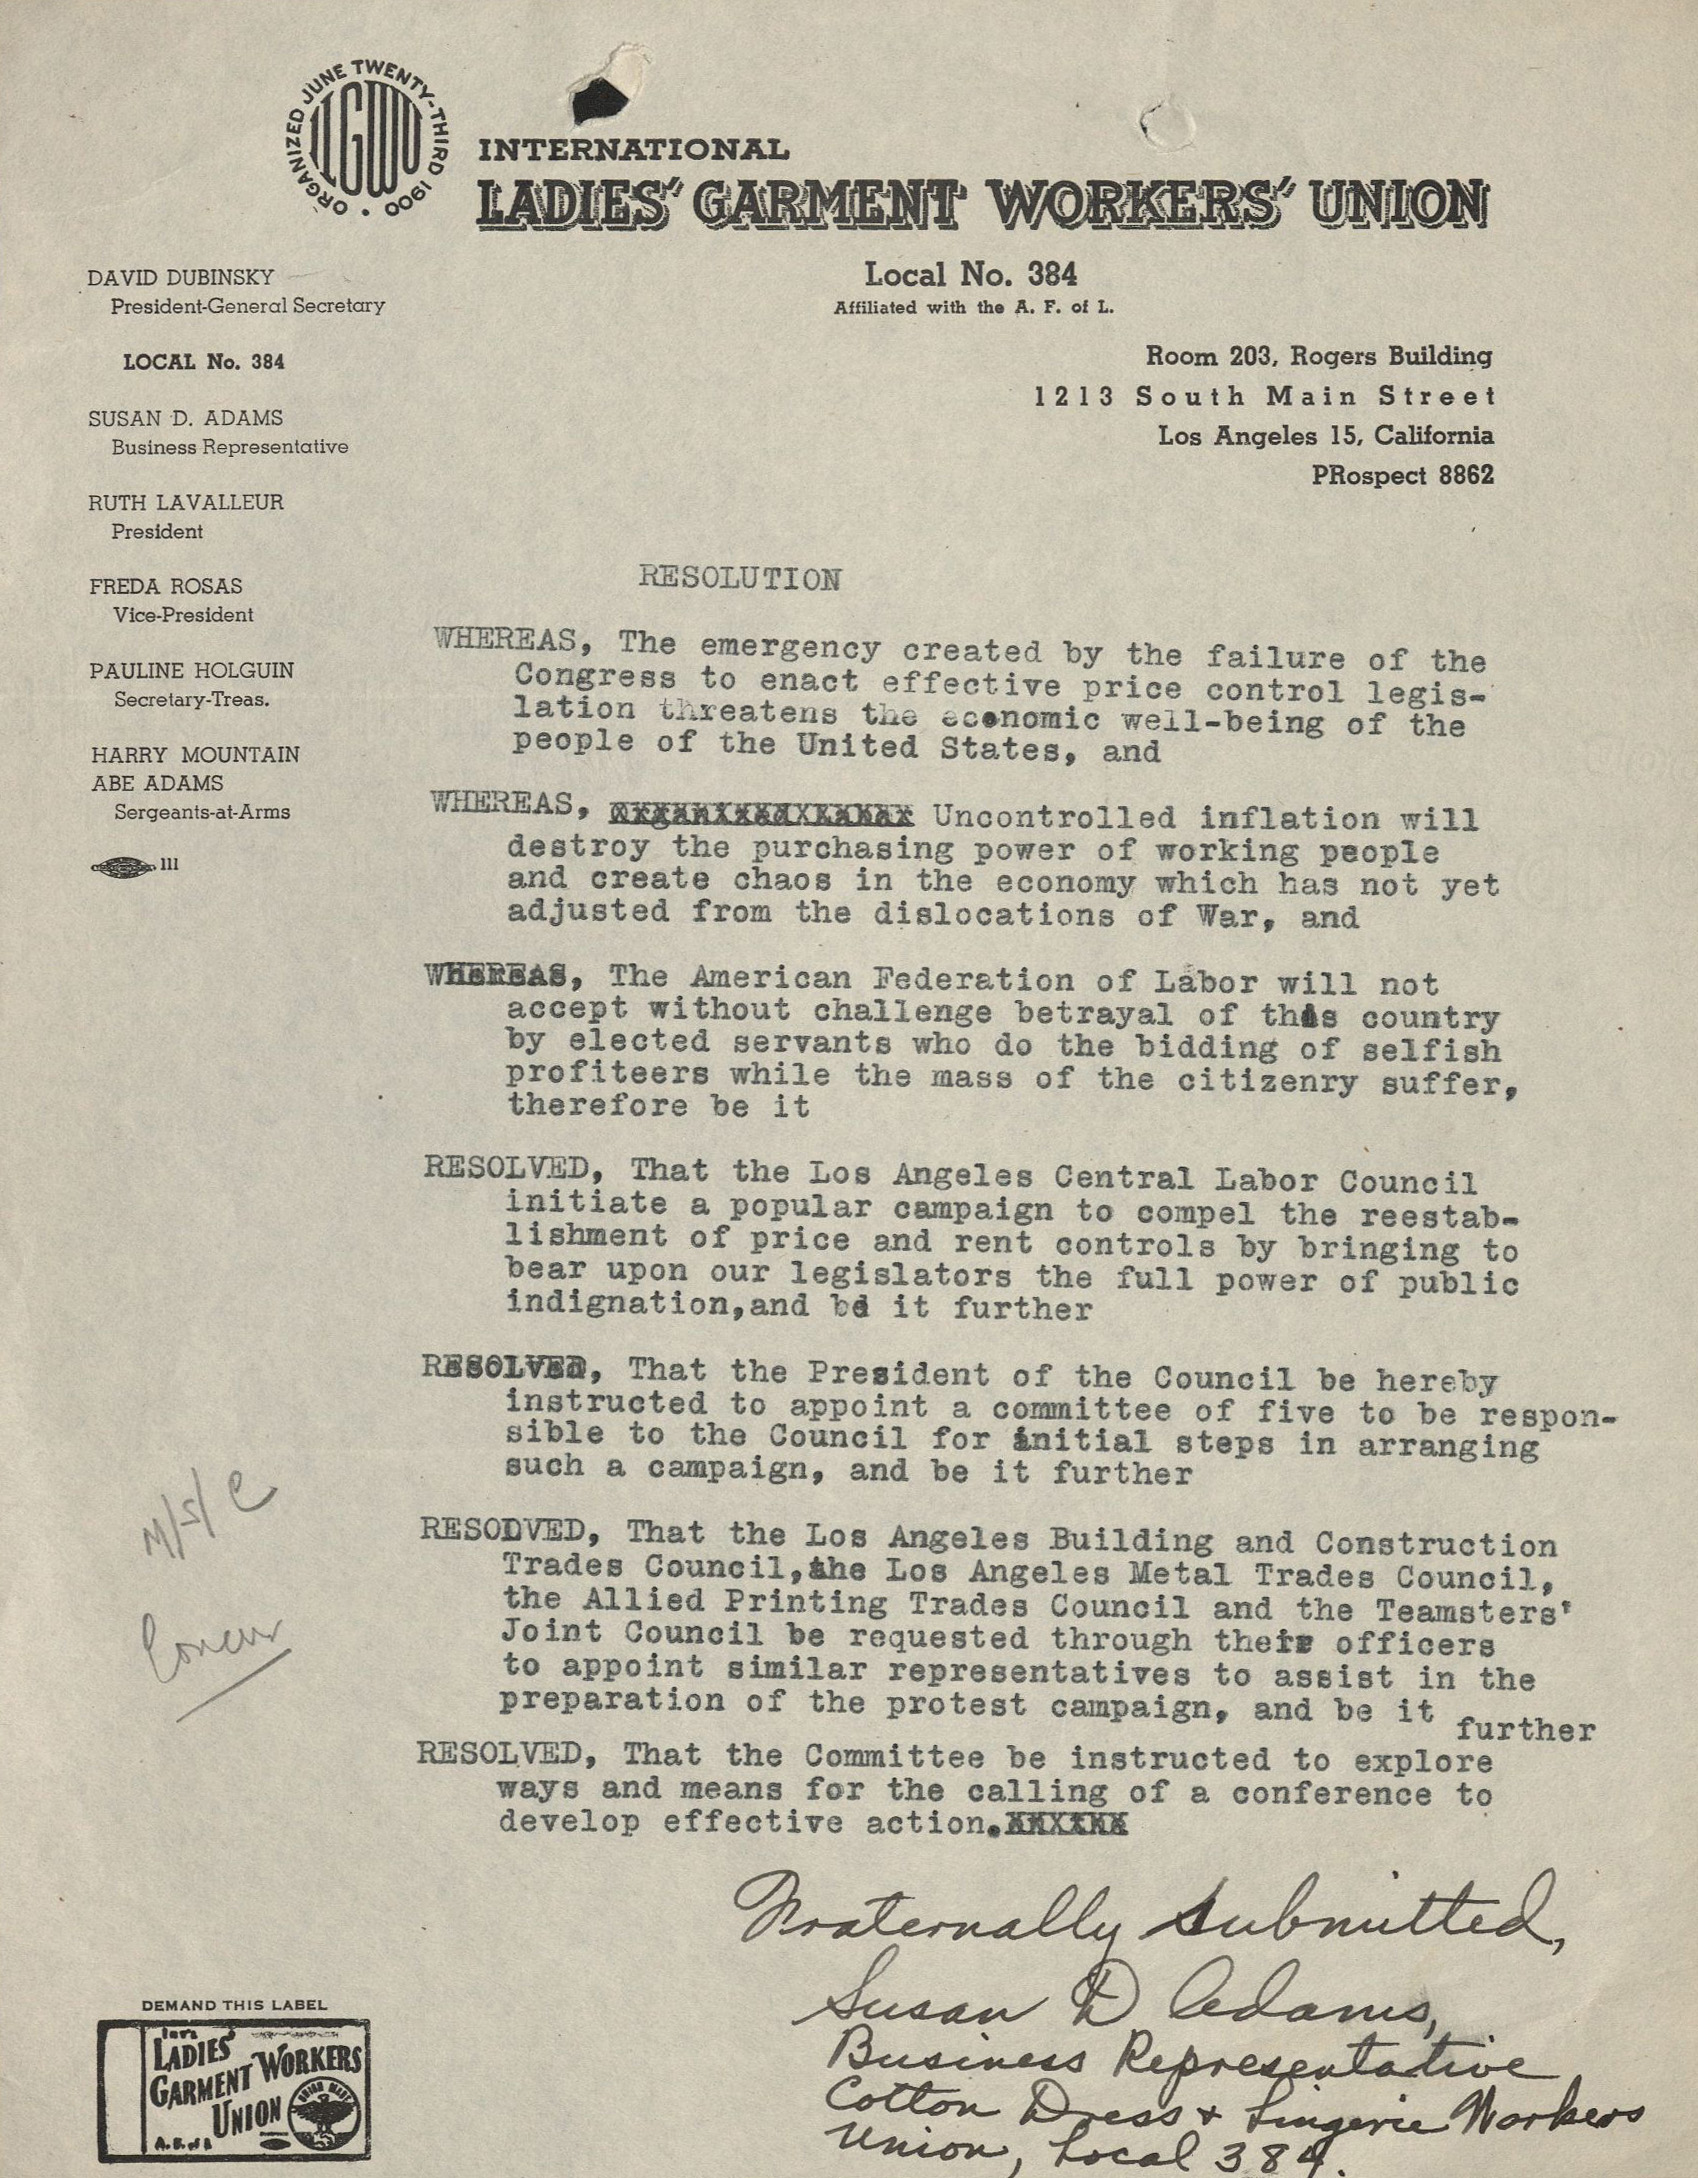 ORGANIZED JUNE TWENTY-THIRD 1900
ILGWU
INTERNATIONAL
LADIES' GARMENT WORKERS' UNION
Local No. 384
Affiliated with the A. F. of L.
Room 203, Rogers Building
1213 South Main Street
Los Angeles 15, California
PRospect 8862
DAVID DUBINSKY
President-General Secretary
LOCAL No. 384
SUSAN D. ADAMS
Business Representative
RUTH LAVALLEUR
President
FREDA ROSAS
Vice-President
PAULINE HOLGUIN
Secretary-Treas.
HARRY MOUNTAIN
ABE ADAMS
Sergeants-at-Arms
111
RESOLUTION
WHEREAS, The emergency created by the failure of the
Congress to enact effective price control legis-
lation threatens the economic well-being of the
people of the United States, and
WHEREAS, Uncontrolled inflation will
destroy the purchasing power of working people
and create chaos in the economy which has not yet
adjusted from the dislocations of War, and
WHEREAS, The American Federation of Labor will not
accept without challenge betrayal of this country
by elected servants who do the bidding of selfish
profiteers while the mass of the citizenry suffer,
therefore be it
RESOLVED, That the Los Angeles Central Labor Council
initiate a popular campaign to compel the reestab-
lishment of price and rent controls by bringing to
bear upon our legislators the full power of public
indignation,and be it further
RESOLVED, That the President of the Council be hereby
instructed to appoint a committee of five to be respon-
sible to the Council for initial steps in arranging
such a campaign, and be it further
RESOLVED, That the Los Angeles Building and Construction
Trades Council,the Los Angeles Metal Trades Council,
the Allied Printing Trades Council and the Teamsters'
Joint Council be requested through their officers
to appoint similar representatives to assist in the
preparation of the protest campaign, and be it
further
RESOLVED, That the Committee be instructed to explore
ways and means for the calling of a conference to
develop effective action.
M/S/C
Concur
Fraternally Submitted,
Susan D Adams,
Business Representative
Cotton Dress + Lingerie Workers
Union, Local 384.
DEMAND THIS LABEL
INT'L
LADIES'
GARMENT WORKERS
UNION
A. F. of L
UNION MADE